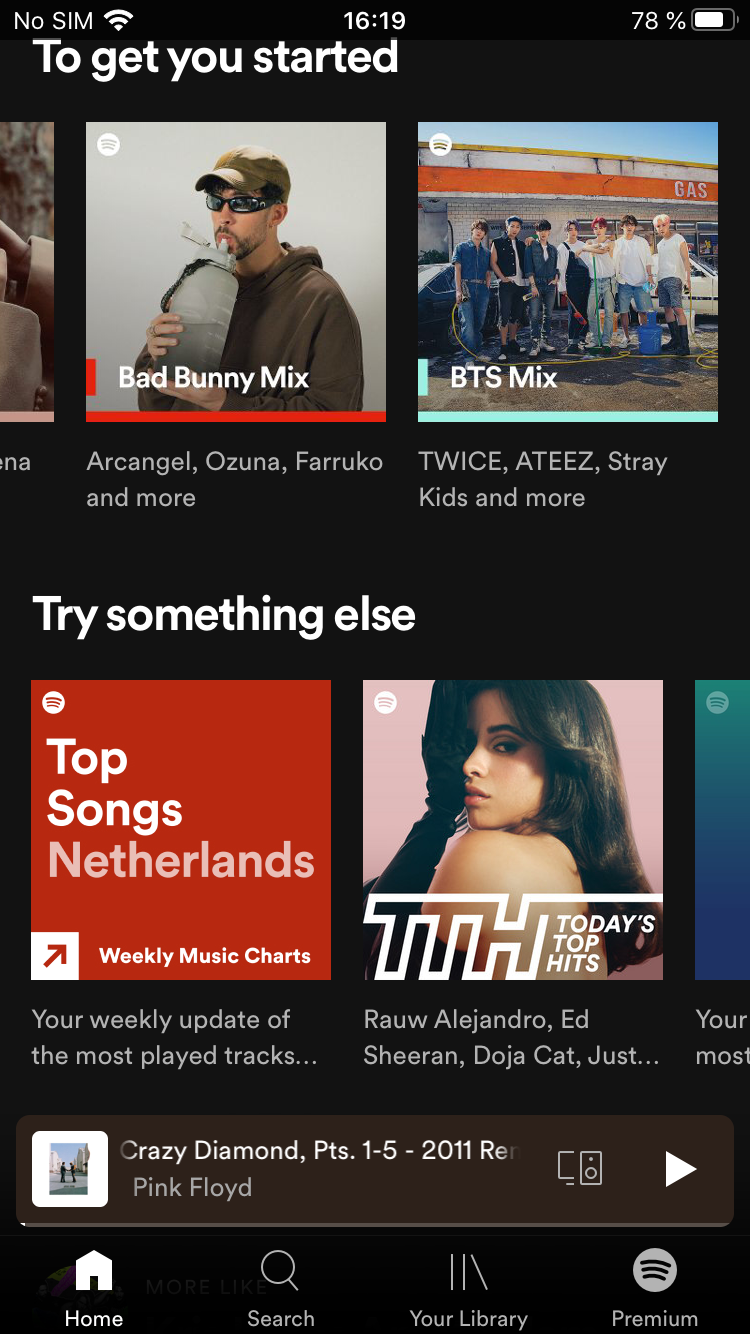 No SIM 16:19 78 %
To get you started
GAS
Bad Bunny Mix
BTS Mix
ena
Arcangel, Ozuna, Farruko
and more
TWICE, ATEEZ, Stray
Kids and more
Try something else
Top
Songs
Netherlands
Weekly Music Charts
TTH TODAY'S
TOP
HITS
Your weekly update of
the most played tracks...
Rauw Alejandro, Ed
Sheeran, Doja Cat, Just...
Your
most
Crazy Diamond, Pts. 1-5 - 2011 Rem
Pink Floyd
MORE LIKE
Home
Search
Your Library
Premium